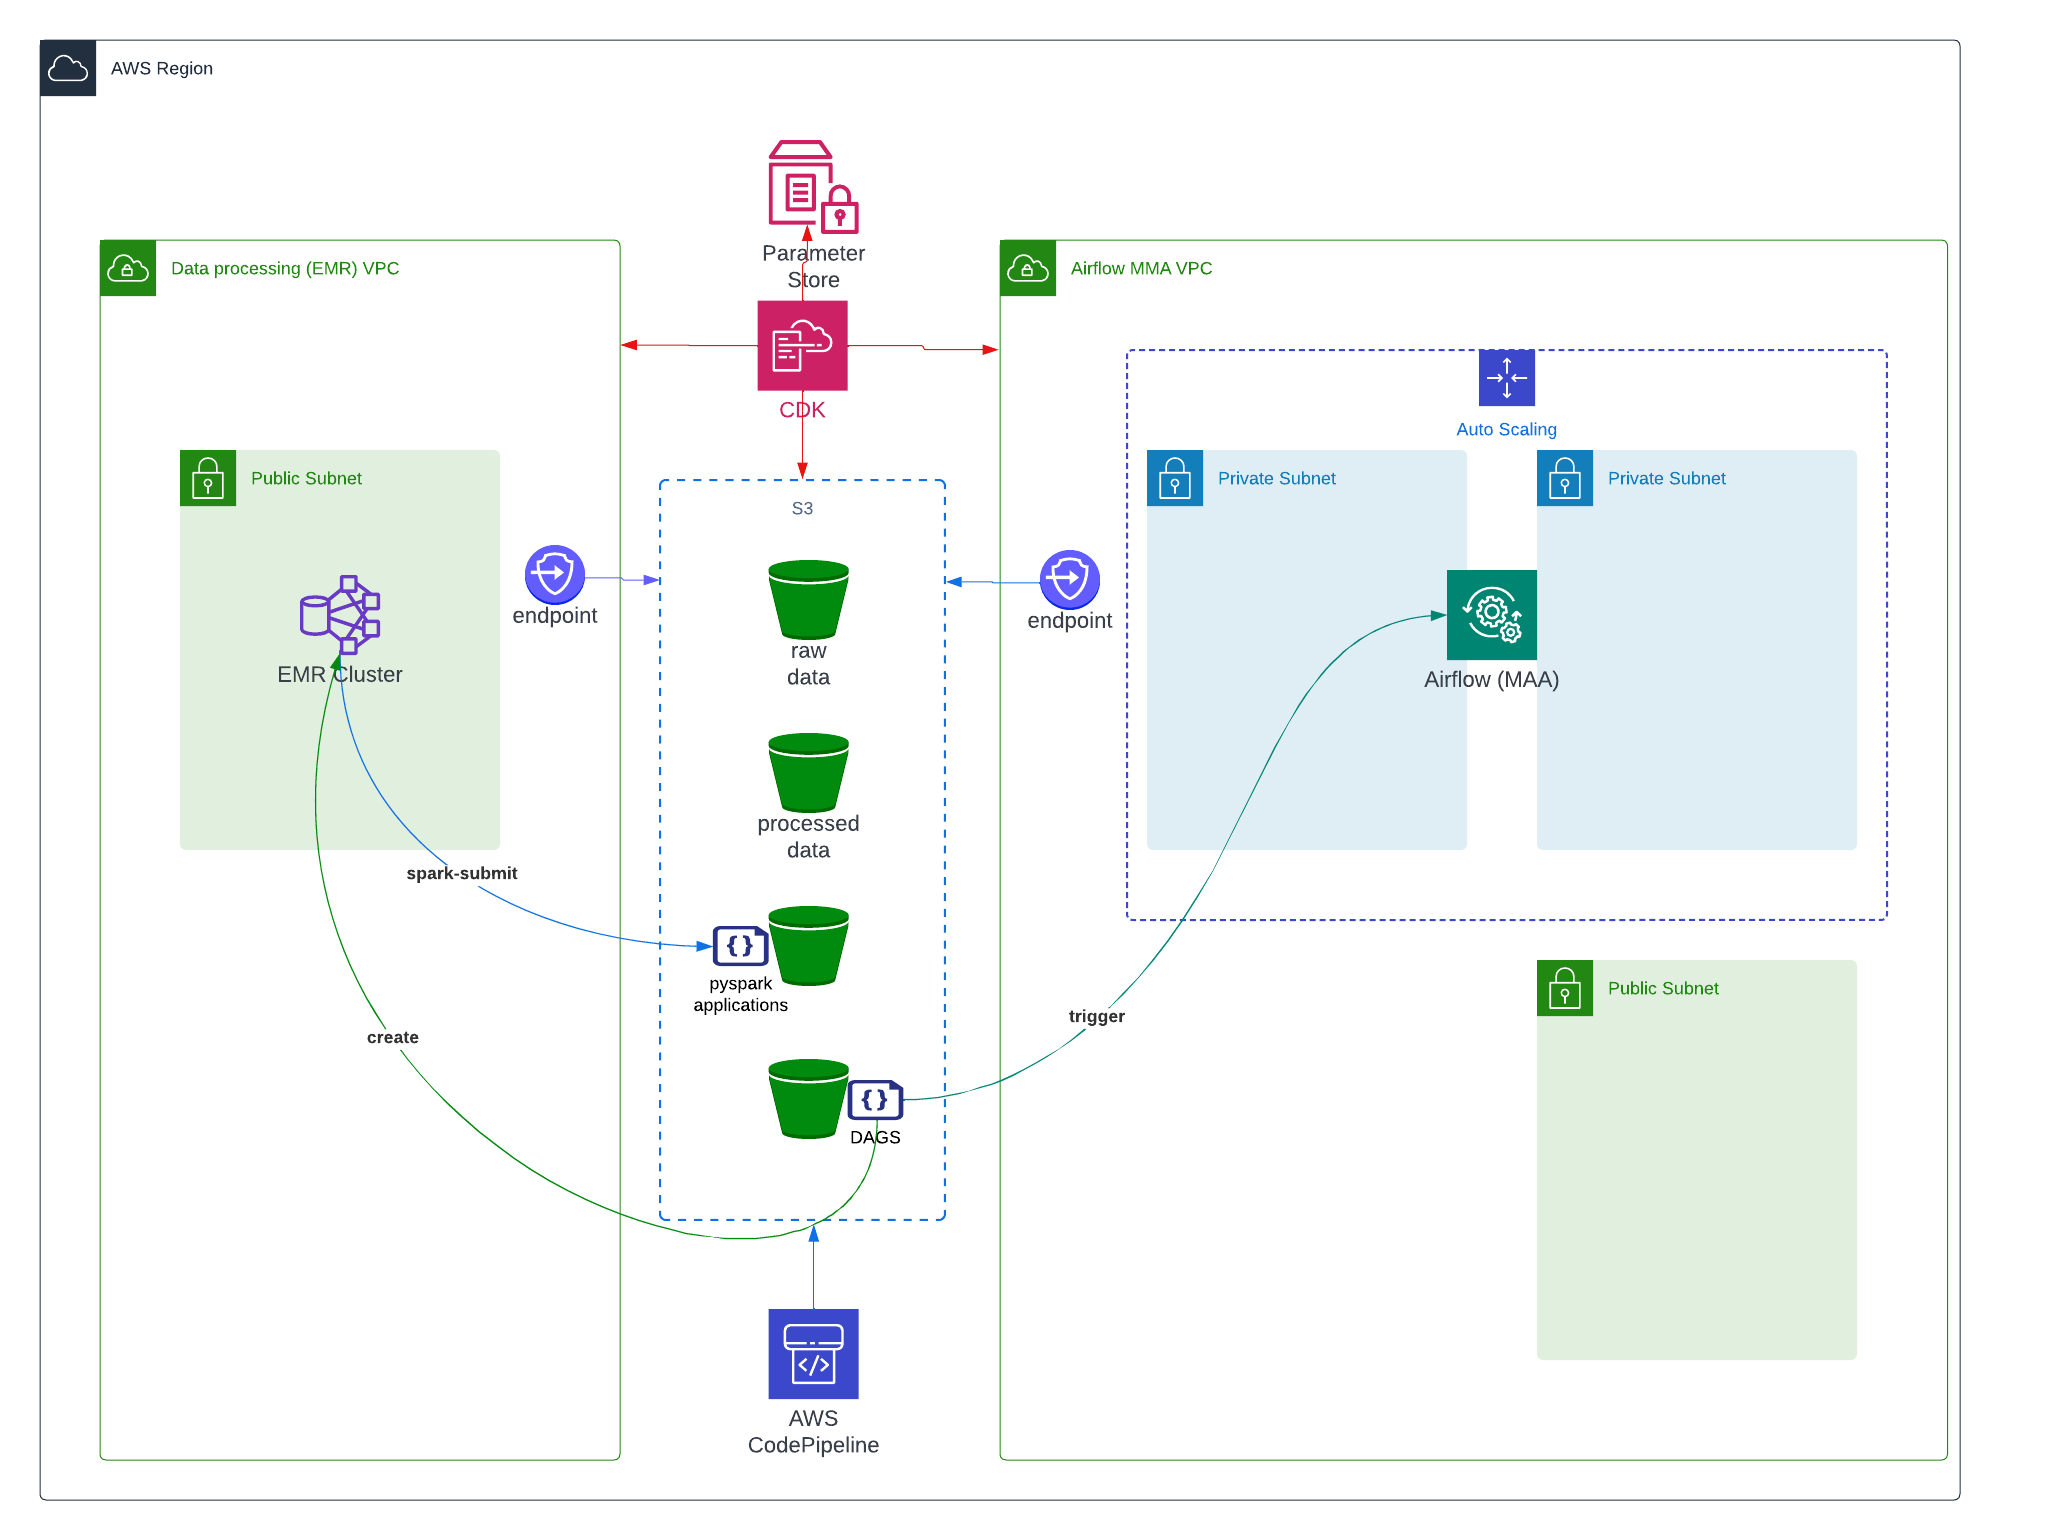 AWS Region
Parameter
Store
Data processing (EMR) VPC
Airflow MMA VPC
CDK
Auto Scaling
Public Subnet
Private Subnet
Private Subnet
S3
endpoint
endpoint
raw
data
EMR Cluster
Airflow (MAA)
processed
data
spark-submit
pyspark
applications
trigger
Public Subnet
create
DAGS
AWS
CodePipeline